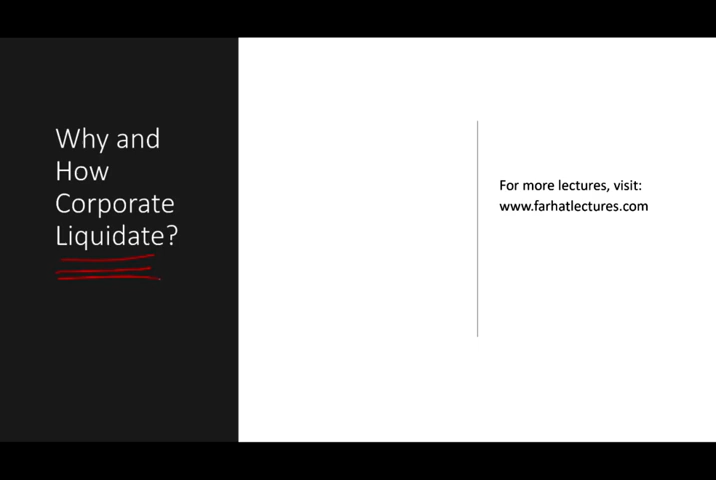 Why and
How
Corporate
Liquidate?
For more lectures, visit:
www.farhatlectures.com